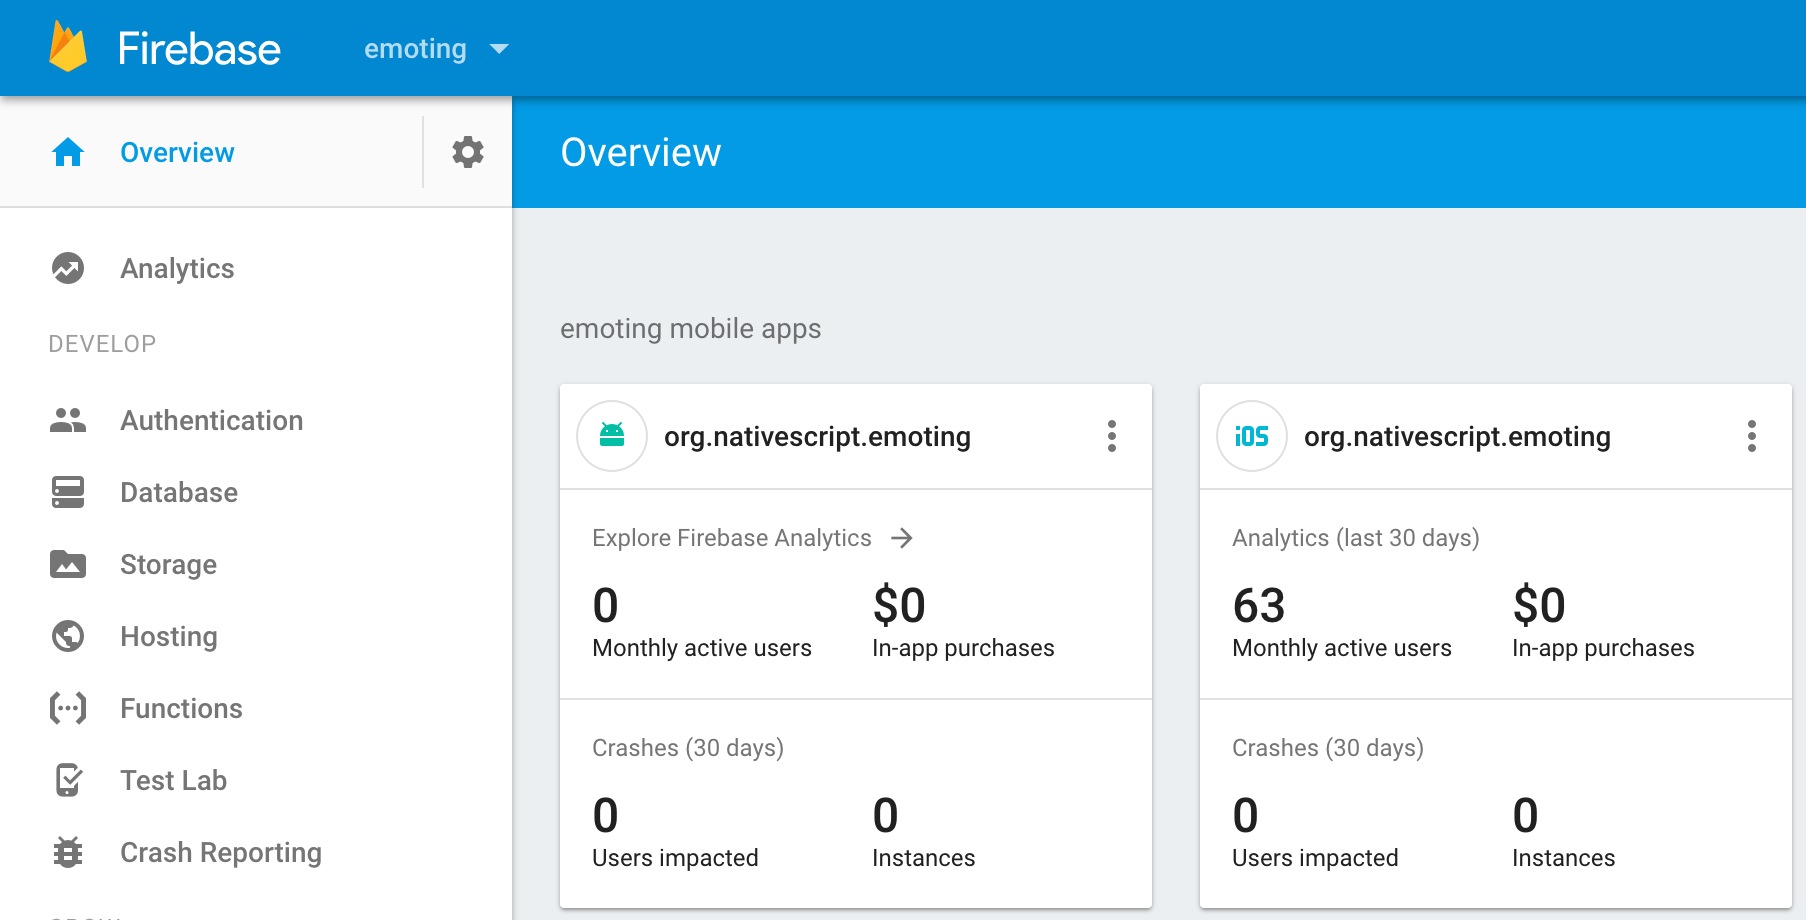 Firebase
emoting
Overview
Overview
Analytics
DEVELOP
Authentication
Database
Storage
Hosting
Functions
Test Lab
Crash Reporting
emoting mobile apps
org.nativescript.emoting
Explore Firebase Analytics
0 $0
Monthly active users In-app purchases
Crashes (30 days)
0 0
Users impacted Instances
iOS org.nativescript.emoting
Analytics (last 30 days)
63 $0
Monthly active users In-app purchases
Crashes (30 days)
0 0
Users impacted Instances